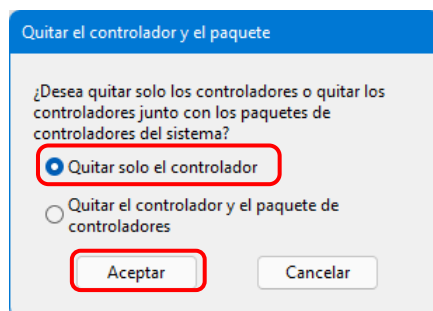 Quitar el controlador y el paquete
¿Desea quitar solo los controladores o quitar los
controladores junto con los paquetes de
controladores del sistema?
Quitar solo el controlador
Quitar el controlador y el paquete de
controladores
Aceptar Cancelar